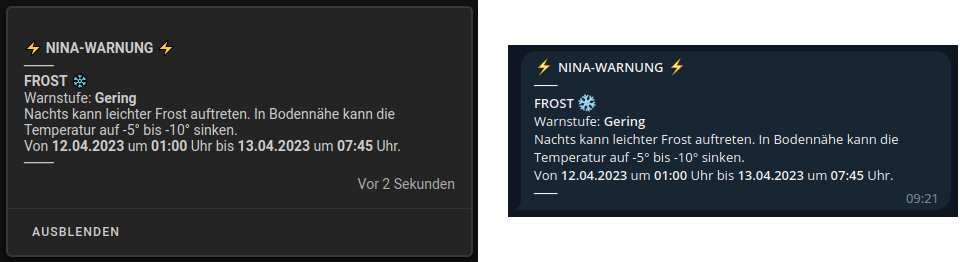 ⚡ NINA-WARNUNG ⚡
FROST ❄️
Warnstufe: Gering
Nachts kann leichter Frost auftreten. In Bodennähe kann die
Temperatur auf -5° bis -10° sinken.
Von 12.04.2023 um 01:00 Uhr bis 13.04.2023 um 07:45 Uhr.
Vor 2 Sekunden
AUSBLENDEN
⚡ NINA-WARNUNG ⚡
FROST ❄️
Warnstufe: Gering
Nachts kann leichter Frost auftreten. In Bodennähe kann die
Temperatur auf -5° bis -10° sinken.
Von 12.04.2023 um 01:00 Uhr bis 13.04.2023 um 07:45 Uhr.
09:21